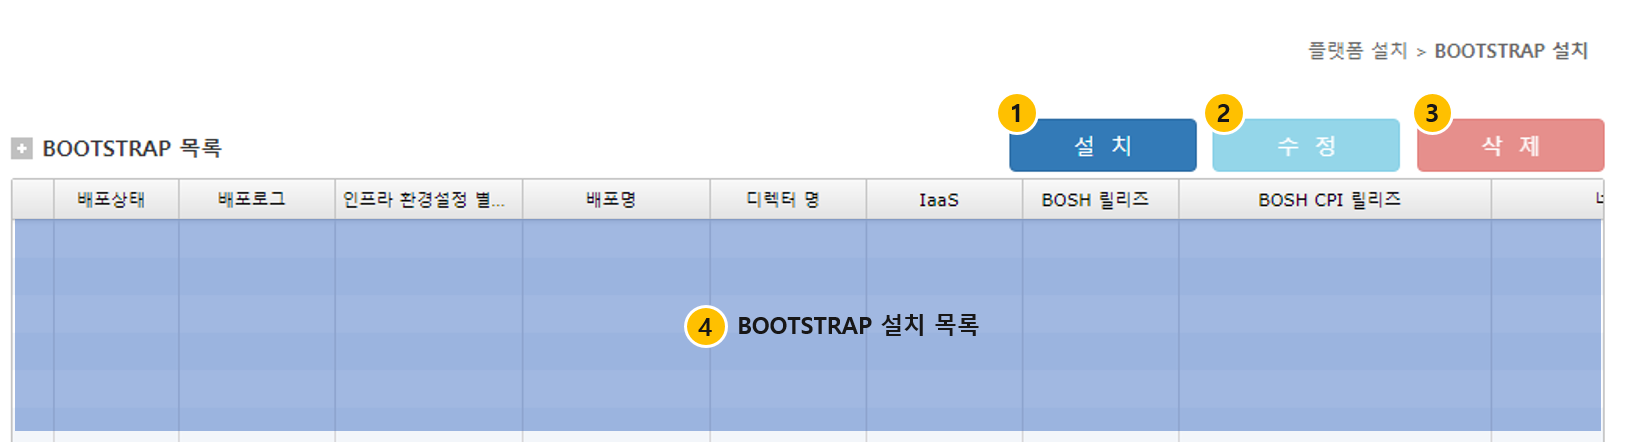 플랫폼 설치 > BOOTSTRAP 설치
1 설 치 2 수 정 3 삭 제
BOOTSTRAP 목록
배포상태 배포로그 인프라 환경설정 별... 배포명 디렉터 명 IaaS BOSH 릴리즈 BOSH CPI 릴리즈
4 BOOTSTRAP 설치 목록